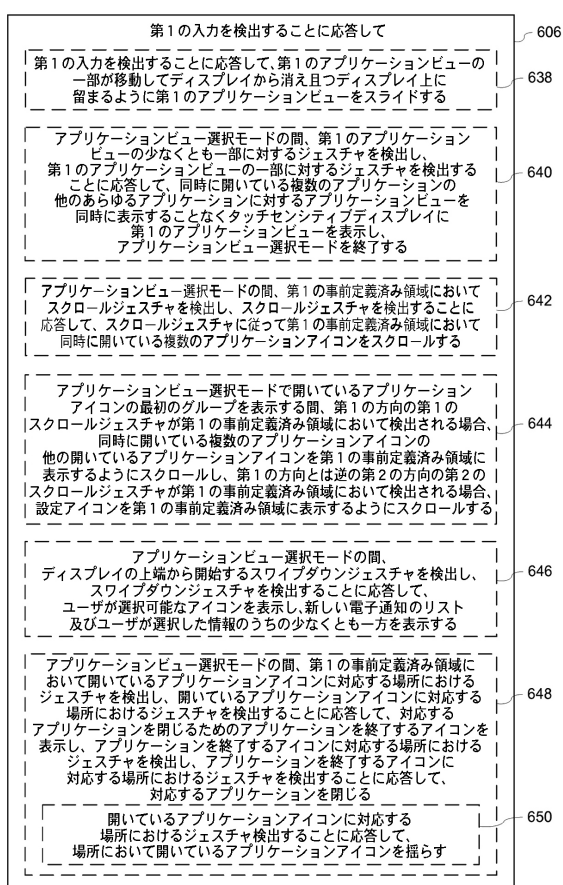 第１の入力を検出することに応答して
606
第１の入力を検出することに応答して、第１のアプリケーションビューの
一部が移動してディスプレイから消え且つディスプレイ上に
留まるように第１のアプリケーションビューをスライドする
638
アプリケーションビュー選択モードの間、第１のアプリケーション
ビューの少なくとも一部に対するジェスチャを検出し、
第１のアプリケーションビューの一部に対するジェスチャを検出する
ことに応答して、同時に開いている複数のアプリケーションの
他のあらゆるアプリケーションに対するアプリケーションビューを
同時に表示することなくタッチセンシティブディスプレイに
第１のアプリケーションビューを表示し、
アプリケーションビュー選択モードを終了する
640
アプリケーションビュー選択モードの間、第１の事前定義済み領域において
スクロールジェスチャを検出し、スクロールジェスチャを検出することに
応答して、スクロールジェスチャに従って第１の事前定義済み領域において
同時に開いている複数のアプリケーションアイコンをスクロールする
642
アプリケーションビュー選択モードで開いているアプリケーション
アイコンの最初のグループを表示する間、第１の方向の第１の
スクロールジェスチャが第１の事前定義済み領域において検出される場合、
同時に開いている複数のアプリケーションアイコンの
他の開いているアプリケーションアイコンを第１の事前定義済み領域に
表示するようにスクロールし、第１の方向とは逆の第２の方向の第２の
スクロールジェスチャが第１の事前定義済み領域において検出される場合、
設定アイコンを第１の事前定義済み領域に表示するようにスクロールする
644
アプリケーションビュー選択モードの間、
ディスプレイの上端から開始するスワイプダウンジェスチャを検出し、
スワイプダウンジェスチャを検出することに応答して、
ユーザが選択可能なアイコンを表示し、新しい電子通知のリスト
及びユーザが選択した情報のうちの少なくとも一方を表示する
646
アプリケーションビュー選択モードの間、第１の事前定義済み領域に
おいて開いているアプリケーションアイコンに対応する場所における
ジェスチャを検出し、開いているアプリケーションアイコンに対応する
場所におけるジェスチャを検出することに応答して、対応する
アプリケーションを閉じるためのアプリケーションを終了するアイコンを
表示し、アプリケーションを終了するアイコンに対応する場所における
ジェスチャを検出し、アプリケーションを終了するアイコンに
対応する場所におけるジェスチャを検出することに応答して、
対応するアプリケーションを閉じる
648
開いているアプリケーションアイコンに対応する
場所におけるジェスチャ検出することに応答して、
場所において開いているアプリケーションアイコンを揺らす
650